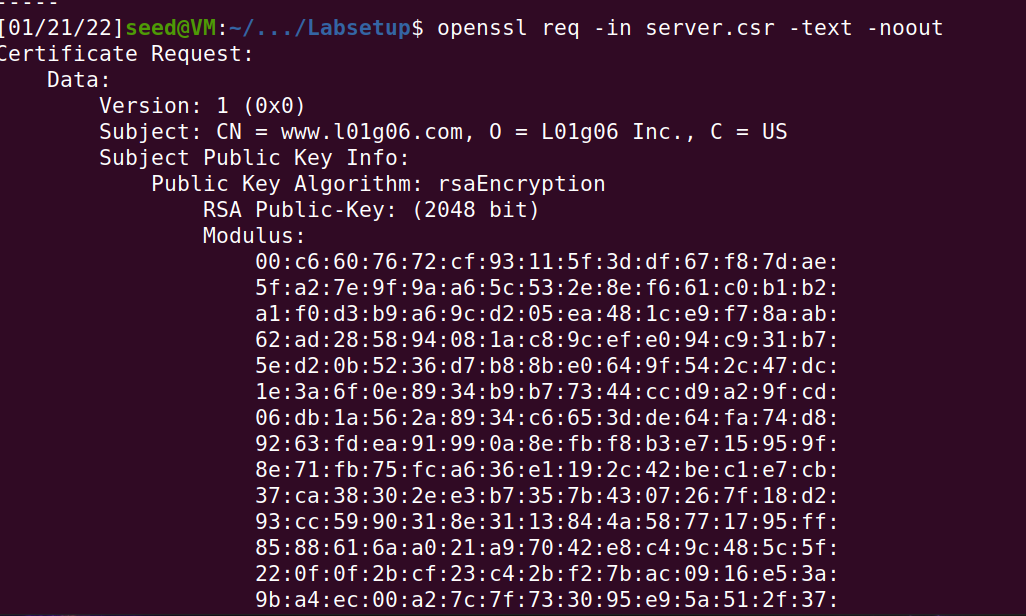 -----
[01/21/22]seed@VM:~/.../Labsetup$ openssl req -in server.csr -text -noout
Certificate Request:
    Data:
        Version: 1 (0x0)
        Subject: CN = www.l01g06.com, O = L01g06 Inc., C = US
        Subject Public Key Info:
            Public Key Algorithm: rsaEncryption
                RSA Public-Key: (2048 bit)
                Modulus:
                    00:c6:60:76:72:cf:93:11:5f:3d:df:67:f8:7d:ae:
                    5f:a2:7e:9f:9a:a6:5c:53:2e:8e:f6:61:c0:b1:b2:
                    a1:f0:d3:b9:a6:9c:d2:05:ea:48:1c:e9:f7:8a:ab:
                    62:ad:28:58:94:08:1a:c8:9c:ef:e0:94:c9:31:b7:
                    5e:d2:0b:52:36:d7:b8:8b:e0:64:9f:54:2c:47:dc:
                    1e:3a:6f:0e:89:34:b9:b7:73:44:cc:d9:a2:9f:cd:
                    06:db:1a:56:2a:89:34:c6:65:3d:de:64:fa:74:d8:
                    92:63:fd:ea:91:99:0a:8e:fb:f8:b3:e7:15:95:9f:
                    8e:71:fb:75:fc:a6:36:e1:19:2c:42:be:c1:e7:cb:
                    37:ca:38:30:2e:e3:b7:35:7b:43:07:26:7f:18:d2:
                    93:cc:59:90:31:8e:31:13:84:4a:58:77:17:95:ff:
                    85:88:61:6a:a0:21:a9:70:42:e8:c4:9c:48:5c:5f:
                    22:0f:0f:2b:cf:23:c4:2b:f2:7b:ac:09:16:e5:3a:
                    9b:a4:ec:00:a2:7c:7f:73:30:95:e9:5a:51:2f:37: